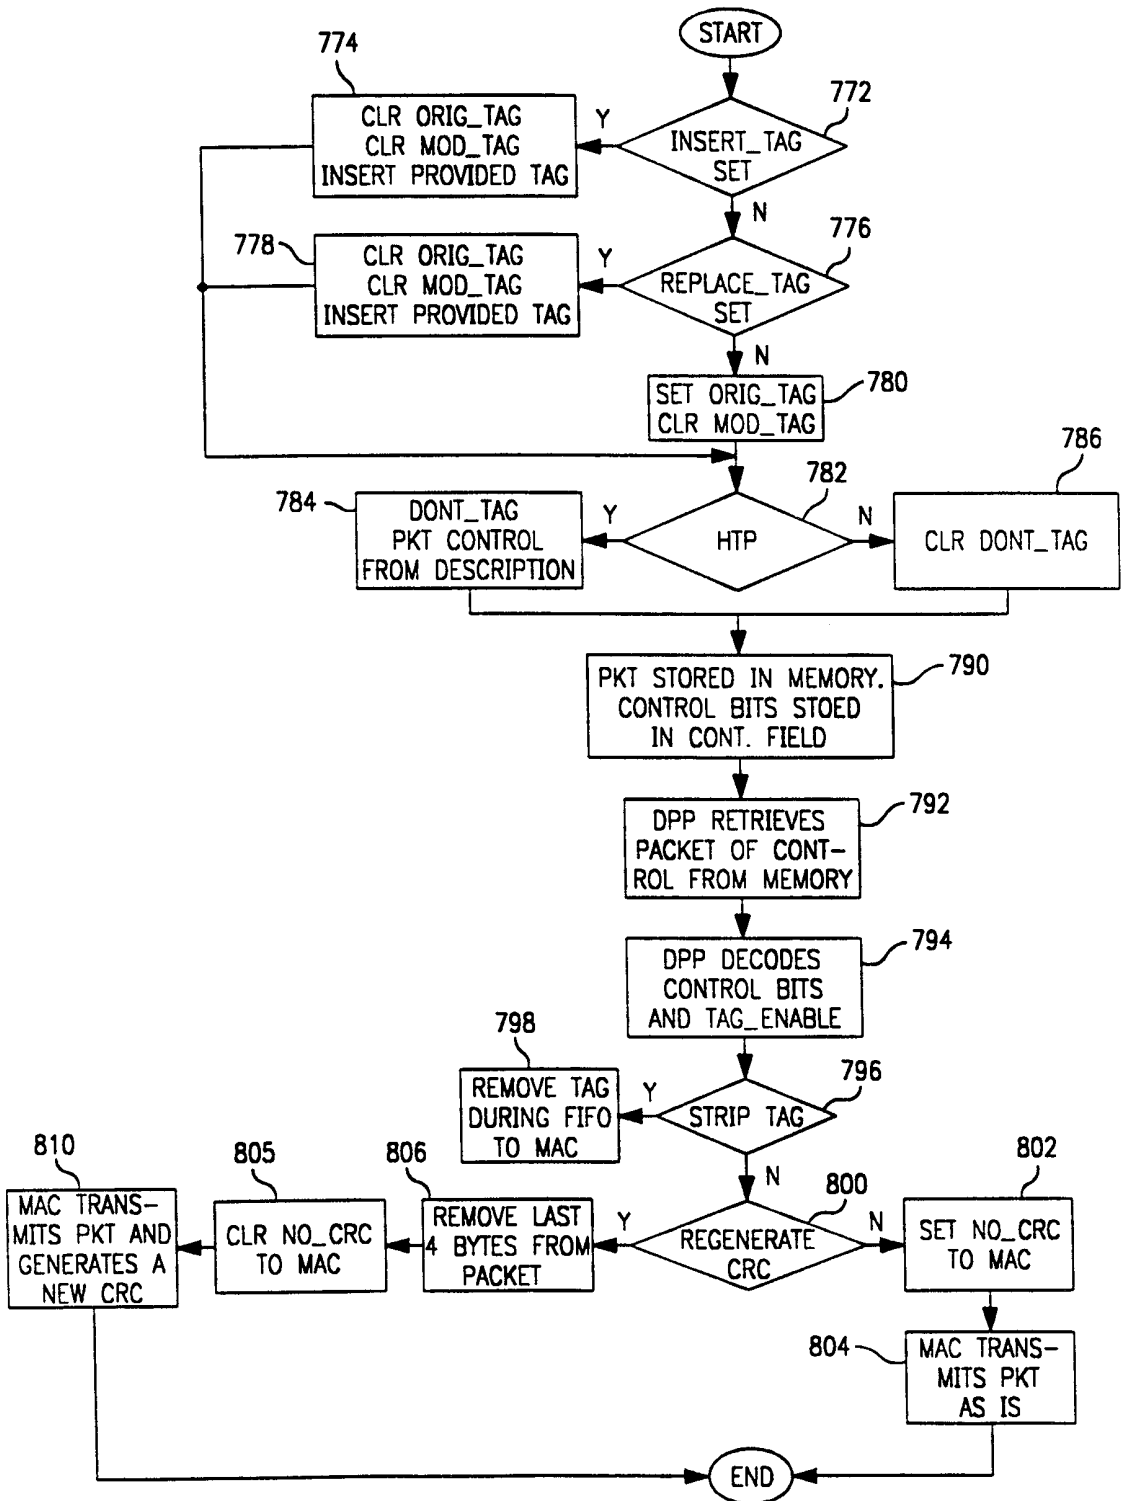 START
774
772
CLR ORIG_TAG
CLR MOD_TAG
INSERT PROVIDED TAG
Y
INSERT_TAG
SET
N
778
776
CLR ORIG_TAG
CLR MOD_TAG
INSERT PROVIDED TAG
Y
REPLACE_TAG
SET
N
SET ORIG_TAG
CLR MOD_TAG
780
784
782
786
DONT_TAG
PKT CONTROL
FROM DESCRIPTION
Y
HTP
N
CLR DONT_TAG
PKT STORED IN MEMORY.
CONTROL BITS STOED
IN CONT. FIELD
790
DPP RETRIEVES
PACKET OF CONT-
ROL FROM MEMORY
792
DPP DECODES
CONTROL BITS
AND TAG_ENABLE
794
798
796
REMOVE TAG
DURING FIFO
TO MAC
Y
STRIP TAG
N
810
805
806
800
802
MAC TRANS-
MITS PKT AND
GENERATES A
NEW CRC
CLR NO_CRC
TO MAC
REMOVE LAST
4 BYTES FROM
PACKET
Y
REGENERATE
CRC
N
SET NO_CRC
TO MAC
804
MAC TRANS-
MITS PKT
AS IS
END